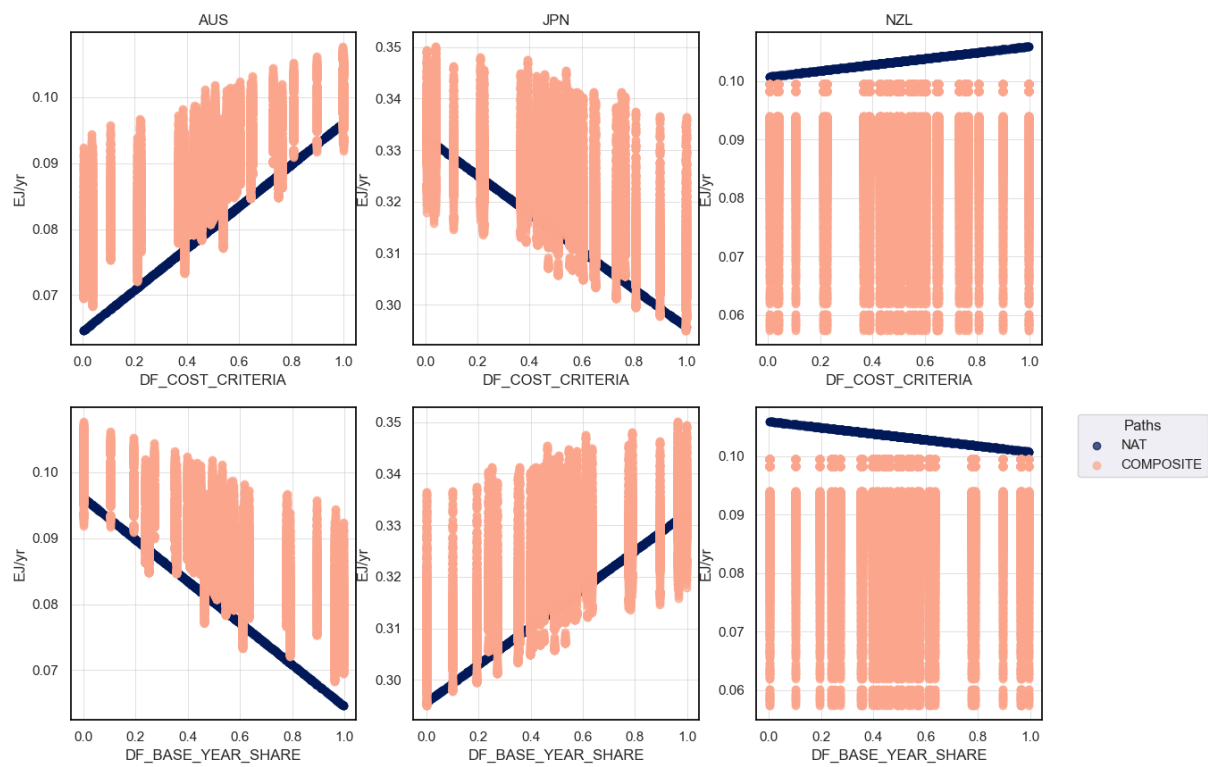 AUS
JPN
NZL
EJ/yr
0.10
0.09
0.08
0.07
0.0 0.2 0.4 0.6 0.8 1.0
DF_COST_CRITERIA
EJ/yr
0.35
0.34
0.33
0.32
0.31
0.30
0.0 0.2 0.4 0.6 0.8 1.0
DF_COST_CRITERIA
EJ/yr
0.10
0.09
0.08
0.07
0.06
0.0 0.2 0.4 0.6 0.8 1.0
DF_COST_CRITERIA
EJ/yr
0.10
0.09
0.08
0.07
0.0 0.2 0.4 0.6 0.8 1.0
DF_BASE_YEAR_SHARE
EJ/yr
0.35
0.34
0.33
0.32
0.31
0.30
0.0 0.2 0.4 0.6 0.8 1.0
DF_BASE_YEAR_SHARE
EJ/yr
0.10
0.09
0.08
0.07
0.06
0.0 0.2 0.4 0.6 0.8 1.0
DF_BASE_YEAR_SHARE
Paths
NAT
COMPOSITE